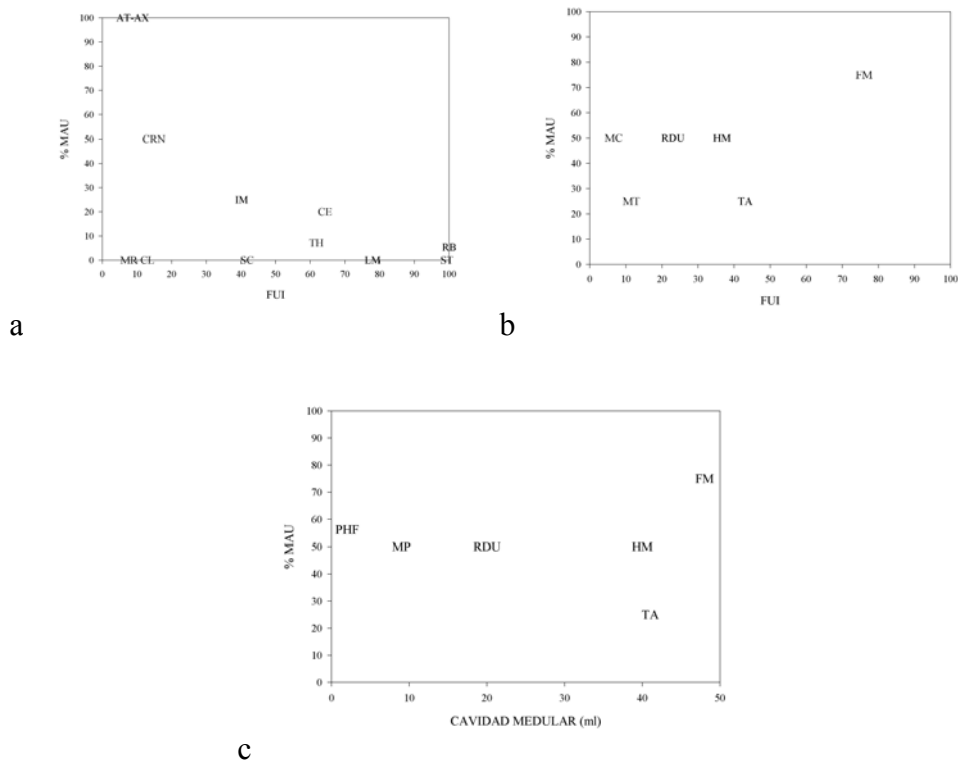 100
90
80
70
60
50
40
30
20
10
0
% MAU
AT-AX
CRN
IM
CE
TH
RB
MR CL SC LM ST
0 10 20 30 40 50 60 70 80 90 100
FUI
a
100
90
80
70
60
50
40
30
20
10
0
% MAU
FM
MC RDU HM
MT TA
0 10 20 30 40 50 60 70 80 90 100
FUI
b
100
90
80
70
60
50
40
30
20
10
0
% MAU
FM
PHF
MP RDU HM
TA
0 10 20 30 40 50
CAVIDAD MEDULAR (ml)
c